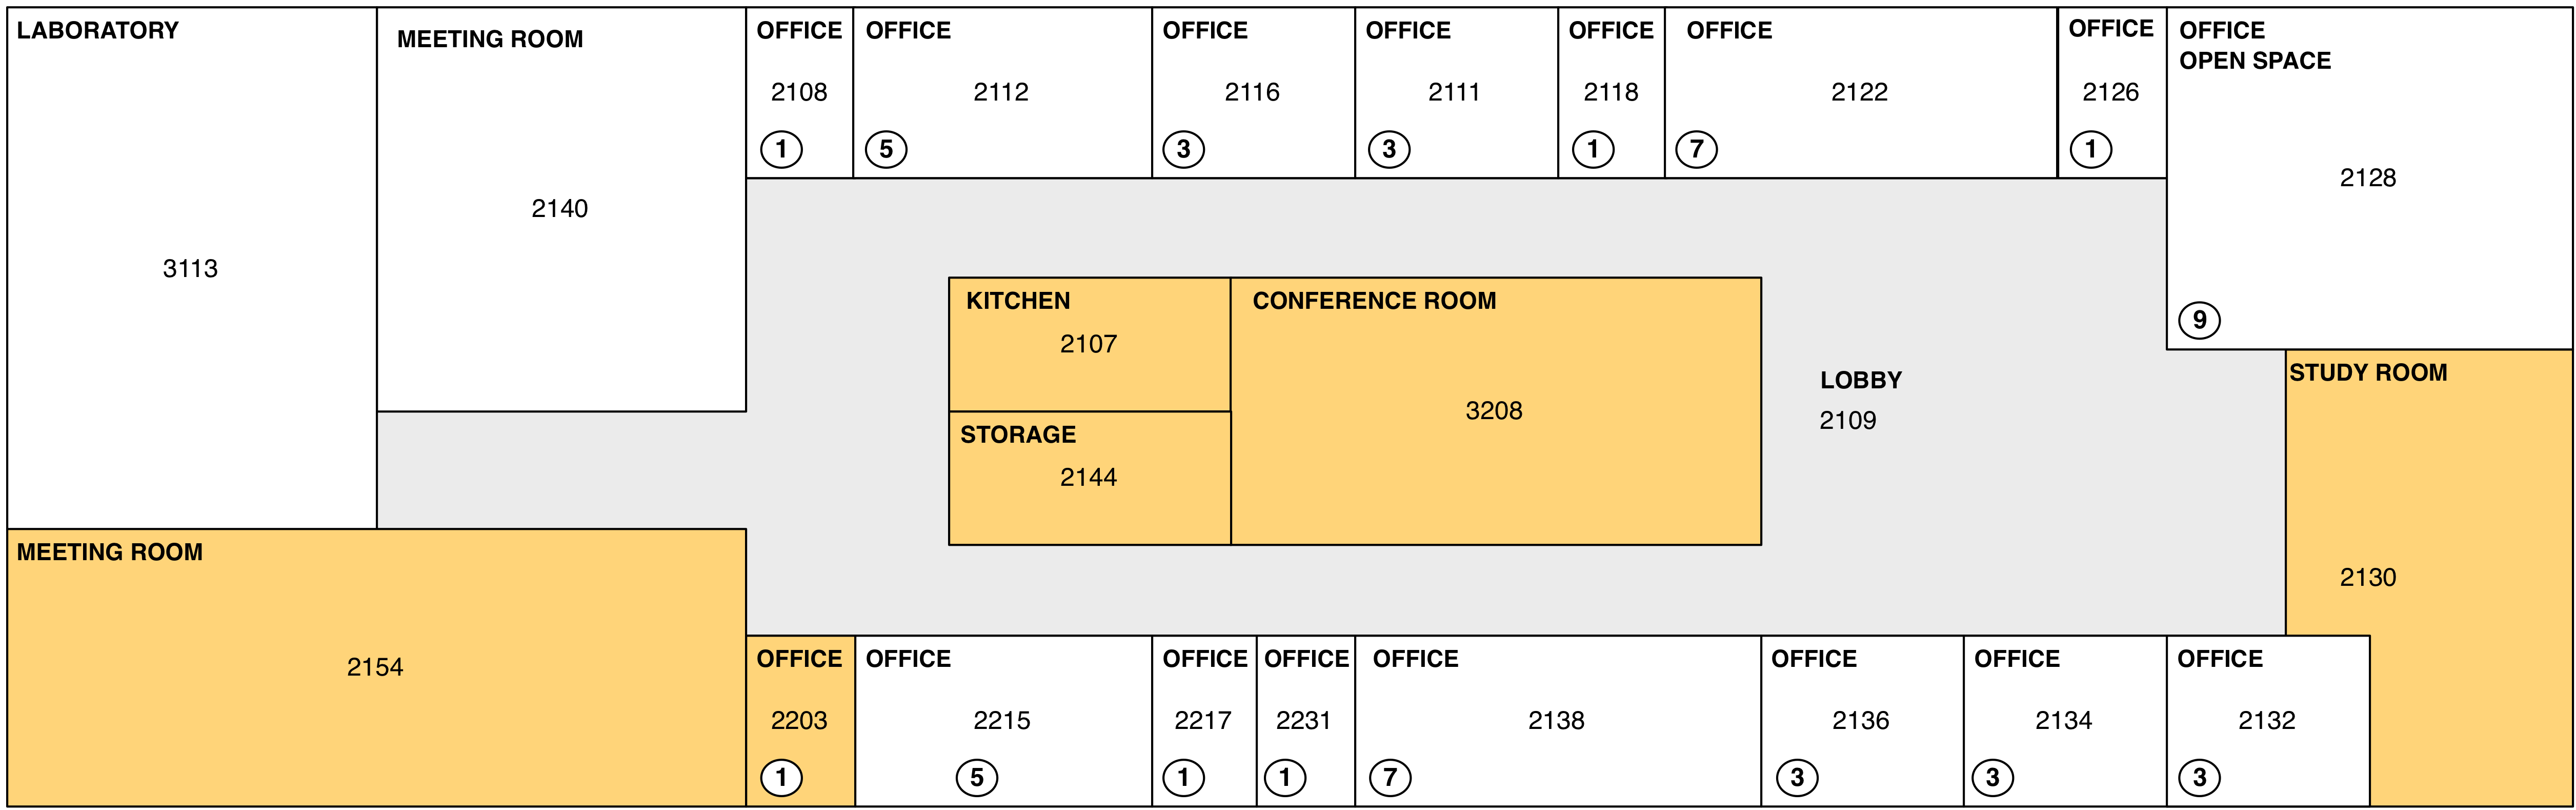 LABORATORY
3113
MEETING ROOM
2140
OFFICE
2108
1
OFFICE
2112
5
OFFICE
2116
3
OFFICE
2111
3
OFFICE
2118
1
OFFICE
2122
7
OFFICE
2126
1
OFFICE
OPEN SPACE
2128
9
KITCHEN
2107
CONFERENCE ROOM
3208
STORAGE
2144
LOBBY
2109
STUDY ROOM
2130
MEETING ROOM
2154
OFFICE
2203
1
OFFICE
2215
5
OFFICE
2217
1
OFFICE
2231
1
OFFICE
2138
7
OFFICE
2136
3
OFFICE
2134
3
OFFICE
2132
3